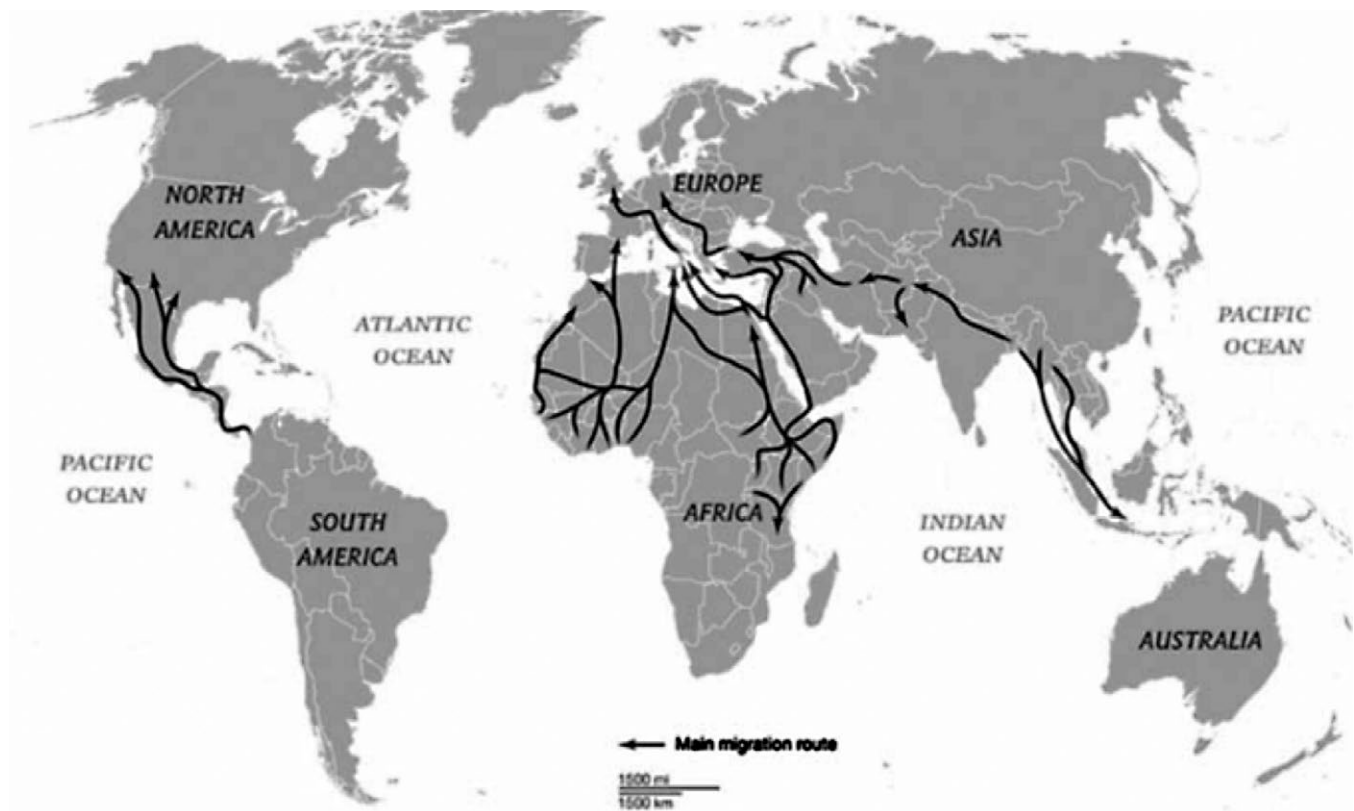 NORTH
AMERICA
EUROPE
ASIA
ATLANTIC
OCEAN
PACIFIC
OCEAN
PACIFIC
OCEAN
SOUTH
AMERICA
AFRICA
INDIAN
OCEAN
AUSTRALIA
Main migration route
1500 mi
1500 km